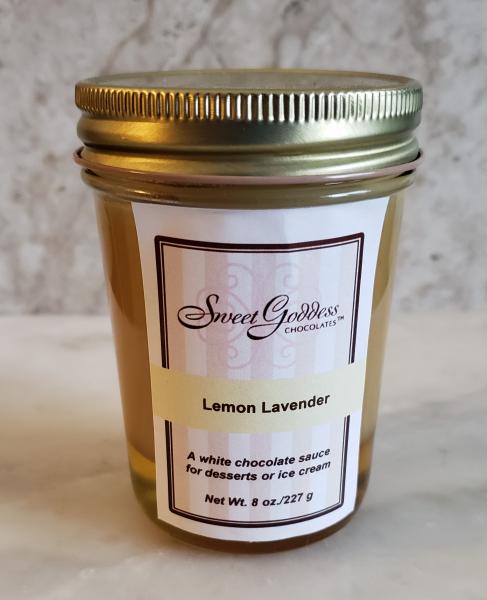 Sweet Goddess
CHOCOLATES™
Lemon Lavender
A white chocolate sauce
for desserts or ice cream
Net Wt. 8 oz./227 g